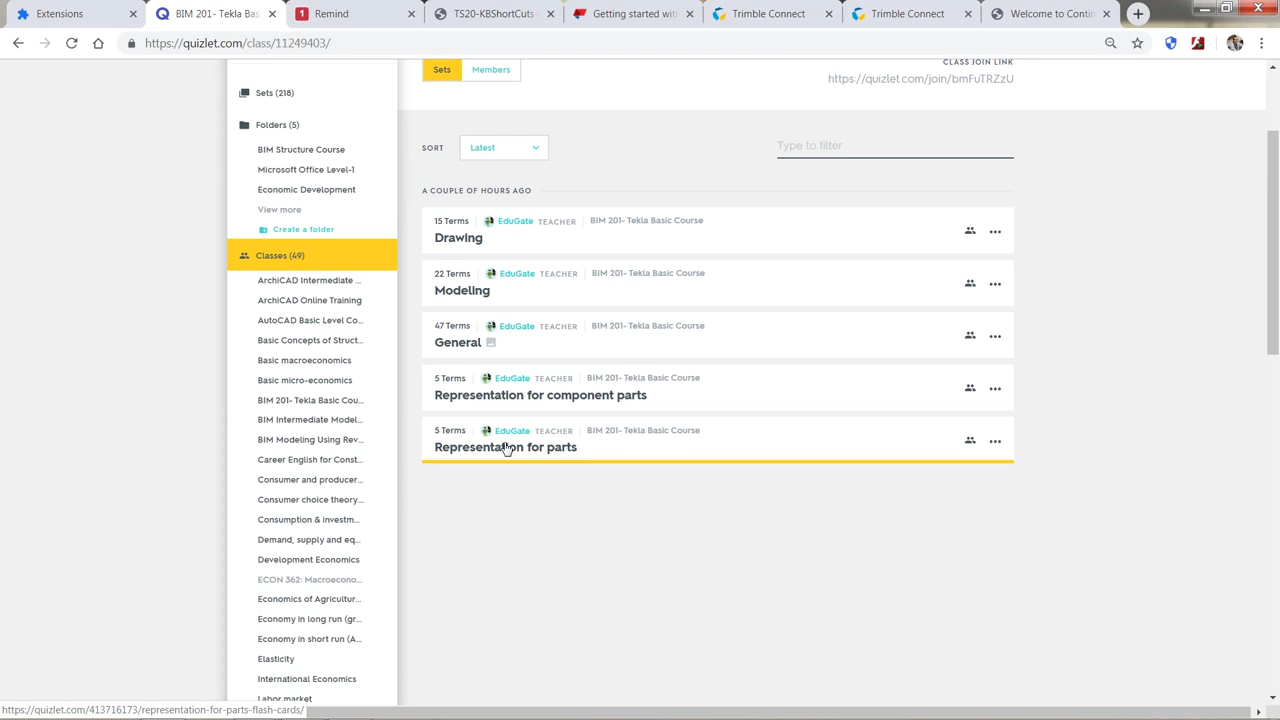 Extensions
BIM 201- Tekla Bas
1 Remind
TS20-KBShortCuts-
Getting started with
Trimble Connect
Trimble Connect
Welcome to Contin
https://quizlet.com/class/11249403/
Sets
Members
CLASS JOIN LINK
https://quizlet.com/join/bmFuTRZzU
Sets (218)
Folders (5)
BIM Structure Course
Microsoft Office Level-1
Economic Development
View more
Create a folder
Classes (49)
ArchiCAD Intermediate ...
ArchiCAD Online Training
AutoCAD Basic Level Co...
Basic Concepts of Struct...
Basic macroeconomics
Basic micro-economics
BIM 201- Tekla Basic Cou...
BIM Intermediate Model...
BIM Modeling Using Rev...
Career English for Const...
Consumer and producer...
Consumer choice theory...
Consumption & investm...
Demand, supply and eq...
Development Economics
ECON 362: Macroecono...
Economics of Agricultur...
Economy in long run (gr...
Economy in short run (A...
Elasticity
International Economics
Labor market
SORT
Latest
Type to filter
A COUPLE OF HOURS AGO
15 Terms EduGate TEACHER BIM 201- Tekla Basic Course
Drawing
22 Terms EduGate TEACHER BIM 201- Tekla Basic Course
Modeling
47 Terms EduGate TEACHER BIM 201- Tekla Basic Course
General
5 Terms EduGate TEACHER BIM 201- Tekla Basic Course
Representation for component parts
5 Terms EduGate TEACHER BIM 201- Tekla Basic Course
Representation for parts
https://quizlet.com/413716173/representation-for-parts-flash-cards/